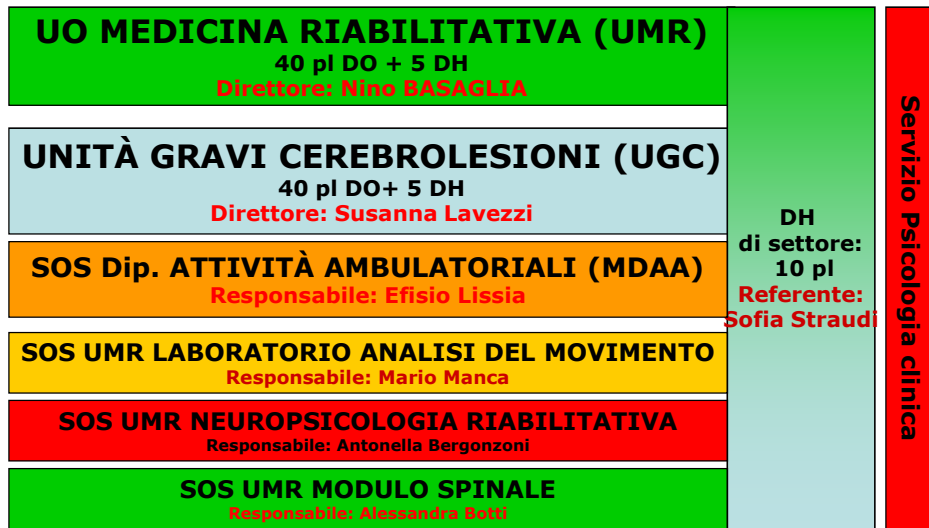 UO MEDICINA RIABILITATIVA (UMR)
40 pl DO + 5 DH
Direttore: Nino BASAGLIA
UNITÀ GRAVI CEREBROLESIONI (UGC)
40 pl DO+ 5 DH
Direttore: Susanna Lavezzi
SOS Dip. ATTIVITÀ AMBULATORIALI (MDAA)
Responsabile: Efisio Lissia
SOS UMR LABORATORIO ANALISI DEL MOVIMENTO
Responsabile: Mario Manca
SOS UMR NEUROPSICOLOGIA RIABILITATIVA
Responsabile: Antonella Bergonzoni
SOS UMR MODULO SPINALE
Responsabile: Alessandra Botti
DH
di settore:
10 pl
Referente:
Sofia Straudi
Servizio Psicologia clinica